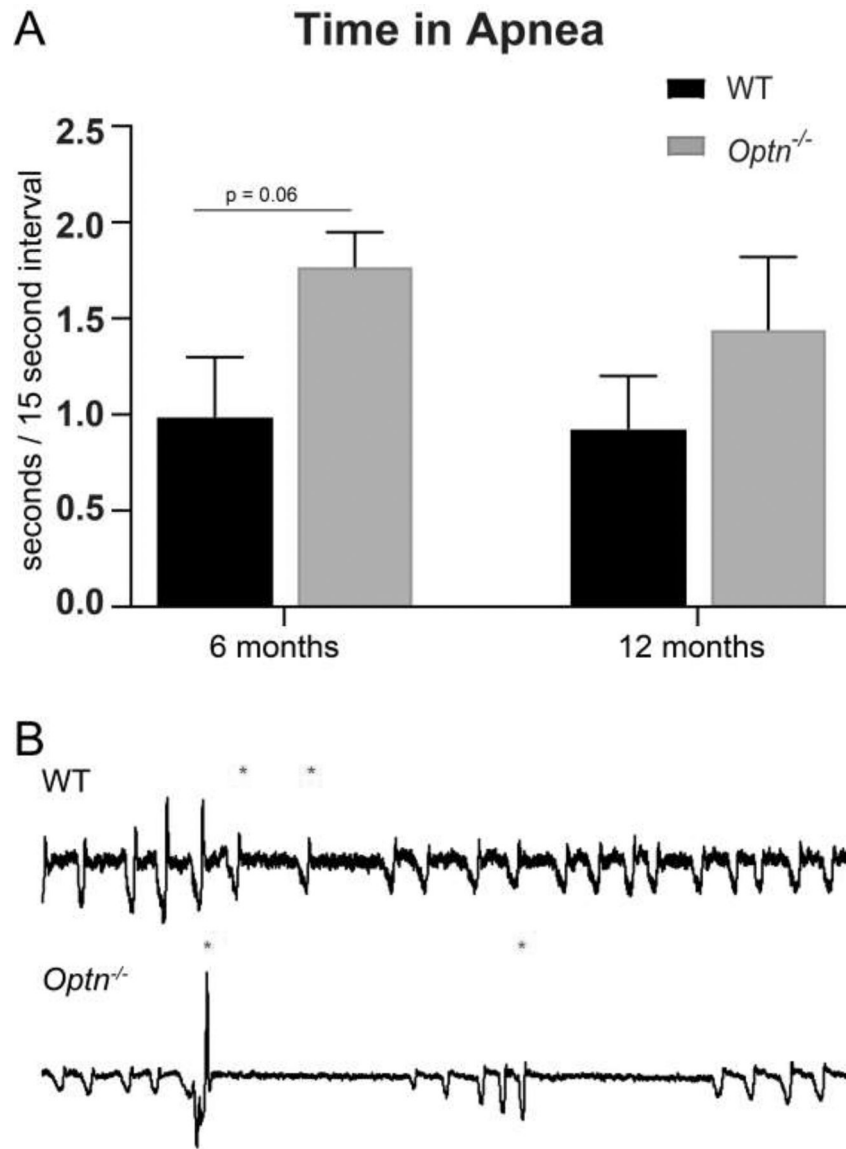 A
Time in Apnea
WT
Optn-/-
seconds / 15 second interval
2.5
2.0
1.5
1.0
0.5
0.0
p = 0.06
6 months
12 months
B
WT
* *
* *
Optn-/-